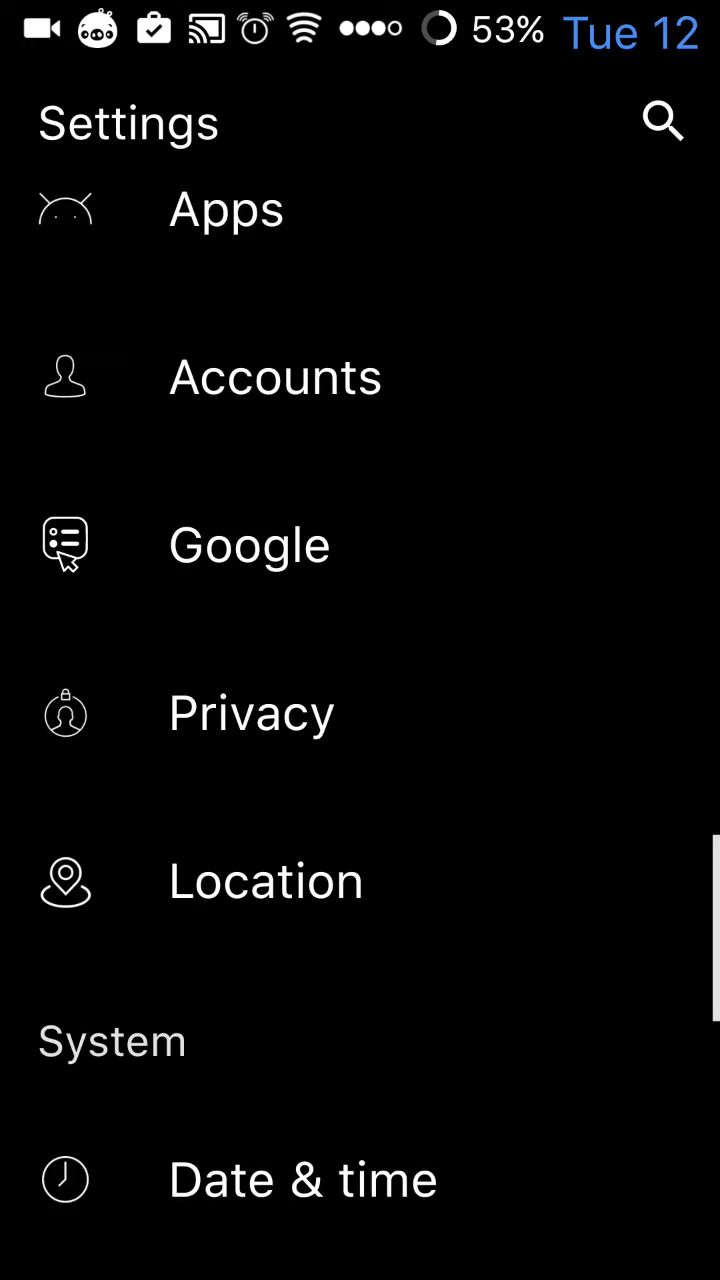 53% Tue 12
Settings
Apps
Accounts
Google
Privacy
Location
System
Date & time